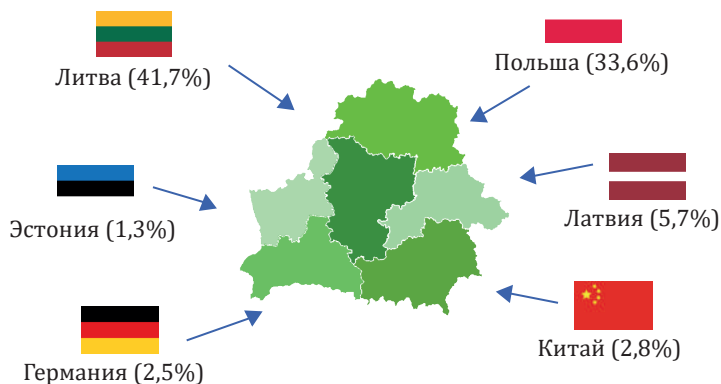 Литва (41,7%)
Польша (33,6%)
Эстония (1,3%)
Латвия (5,7%)
Германия (2,5%)
Китай (2,8%)